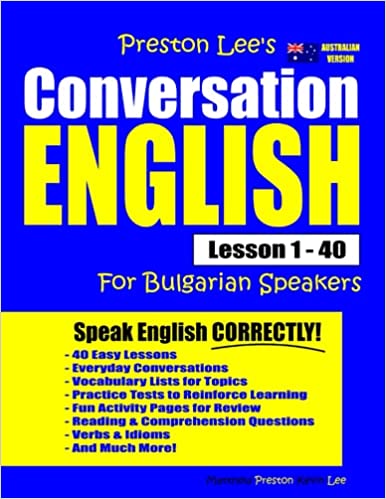 Preston Lee's
AUSTRALIAN
VERSION
Conversation
ENGLISH
Lesson 1 - 40
For Bulgarian Speakers
Speak English CORRECTLY!
- 40 Easy Lessons
- Everyday Conversations
- Vocabulary Lists for Topics
- Practice Tests to Reinforce Learning
- Fun Activity Pages for Review
- Reading & Comprehension Questions
- Verbs & Idioms
- And Much More!
Matthew Preston, Kevin Lee